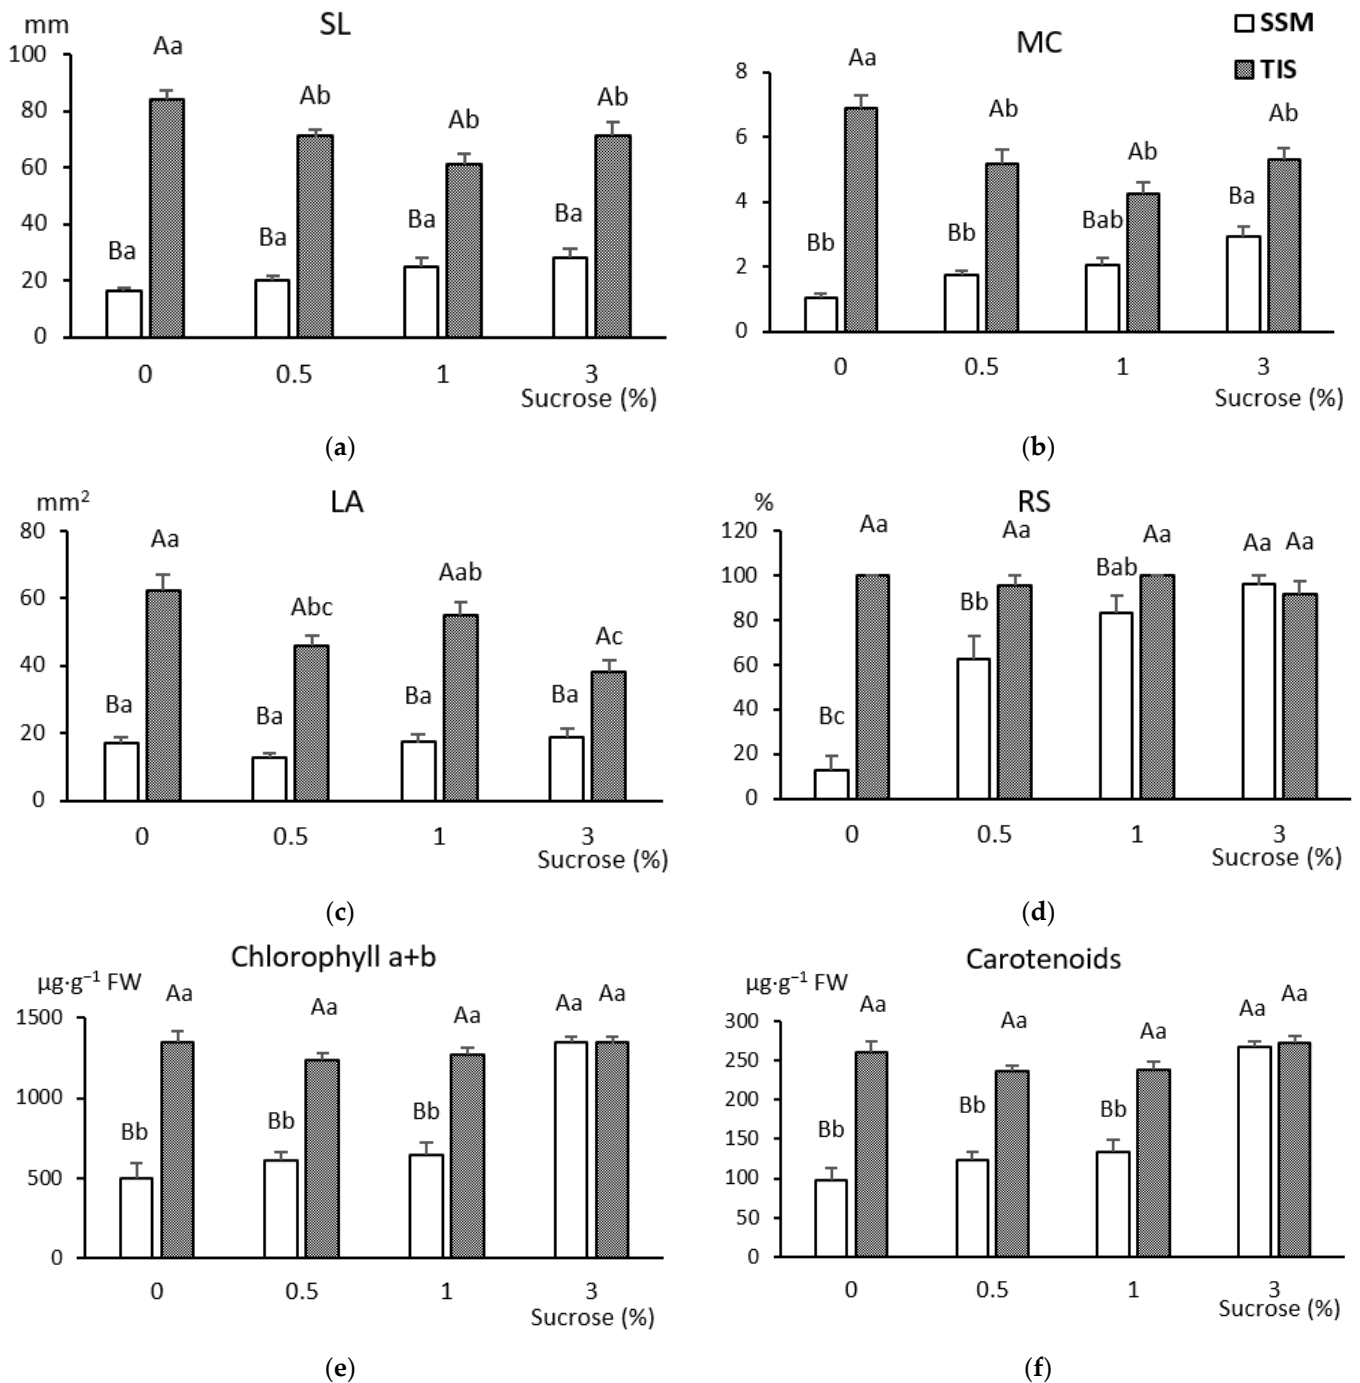 mm SL
100
80
60
40
20
0
Aa
Ab
Ab
Ab
Ba
Ba
Ba
Ba
0 0.5 1 3
Sucrose (%)
(a)
MC
SSM
TIS
8
6
4
2
0
Aa
Ab
Ab
Ab
Bb
Bb
Bab
Ba
0 0.5 1 3
Sucrose (%)
(b)
mm² LA
80
60
40
20
0
Aa
Abc
Aab
Ac
Ba
Ba
Ba
Ba
0 0.5 1 3
Sucrose (%)
(c)
% RS
120
100
80
60
40
20
0
Aa
Aa
Aa
Aa Aa
Bc
Bb
Bab
0 0.5 1 3
Sucrose (%)
(d)
Chlorophyll a+b
µg·g⁻¹ FW
1500
1000
500
0
Aa
Aa
Aa
Aa Aa
Bb
Bb
Bb
0 0.5 1 3
Sucrose (%)
(e)
Carotenoids
µg·g⁻¹ FW
300
250
200
150
100
50
0
Aa
Aa
Aa
Aa Aa
Bb
Bb
Bb
0 0.5 1 3
Sucrose (%)
(f)